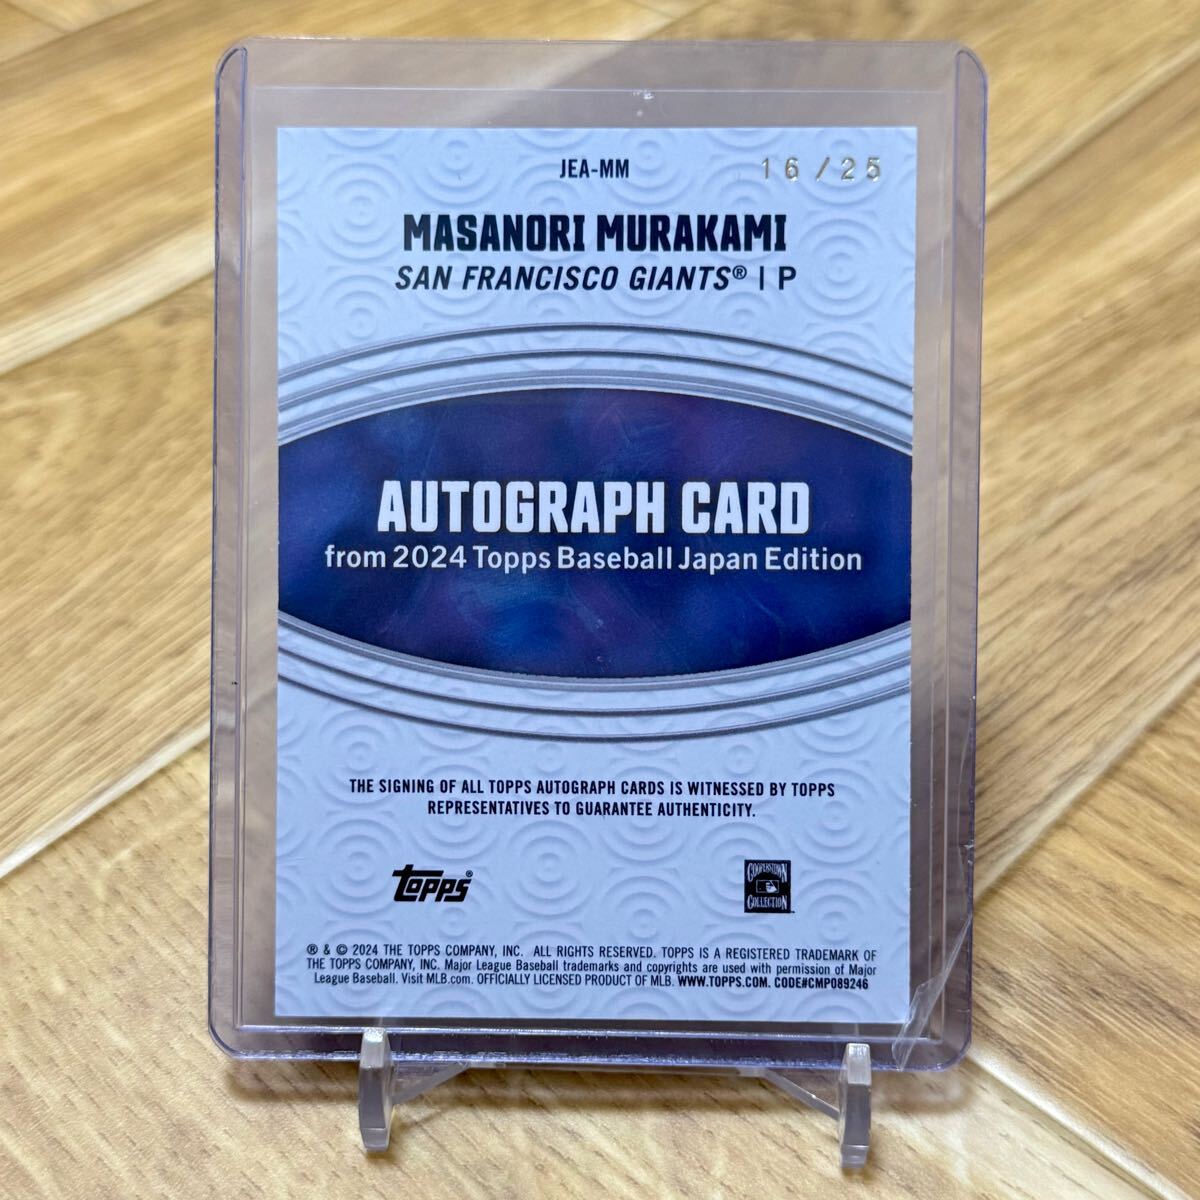 JEA-MM
16/25
MASANORI MURAKAMI
SAN FRANCISCO GIANTS® | P
AUTOGRAPH CARD
from 2024 Topps Baseball Japan Edition
THE SIGNING OF ALL TOPPS AUTOGRAPH CARDS IS WITNESSED BY TOPPS
REPRESENTATIVES TO GUARANTEE AUTHENTICITY.
topps®
COOPERSTOWN
COLLECTION™
® & © 2024 THE TOPPS COMPANY, INC. ALL RIGHTS RESERVED. TOPPS IS A REGISTERED TRADEMARK OF
THE TOPPS COMPANY, INC. Major League Baseball trademarks and copyrights are used with permission of Major
League Baseball. Visit MLB.com. OFFICIALLY LICENSED PRODUCT OF MLB. WWW.TOPPS.COM. CODE#CMP089246